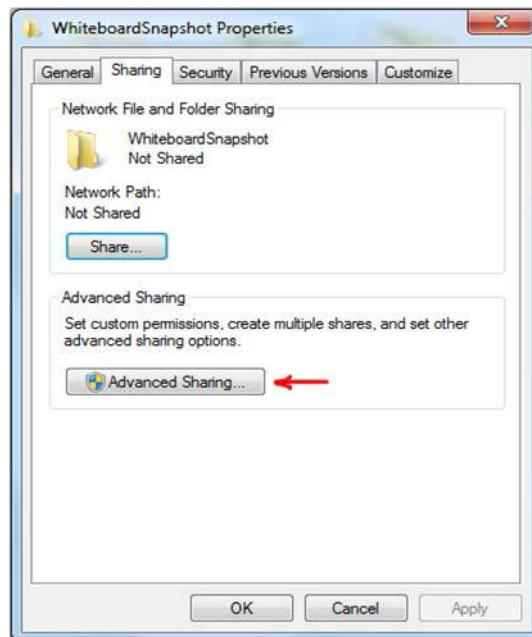 WhiteboardSnapshot Properties
General Sharing Security Previous Versions Customize
Network File and Folder Sharing
WhiteboardSnapshot
Not Shared
Network Path:
Not Shared
Share...
Advanced Sharing
Set custom permissions, create multiple shares, and set other
advanced sharing options.
Advanced Sharing...
OK Cancel Apply